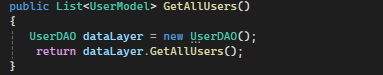 public List<UserModel> GetAllUsers()
{
UserDAO dataLayer = new UserDAO();
return dataLayer.GetAllUsers();
}